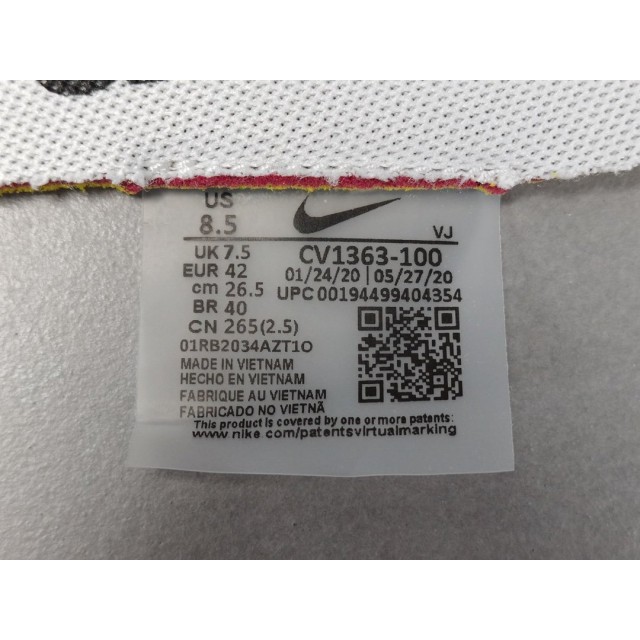 US
8.5
VJ
UK 7.5
CV1363-100
EUR 42
01/24/20 | 05/27/20
cm 26.5
UPC 00194499404354
BR 40
CN 265(2.5)
01RB2034AZT1O
MADE IN VIETNAM
HECHO EN VIETNAM
FABRIQUE AU VIETNAM
FABRICADO NO VIETNÃ
This product is covered by one or more patents:
www.nike.com/patentsvirtualmarking